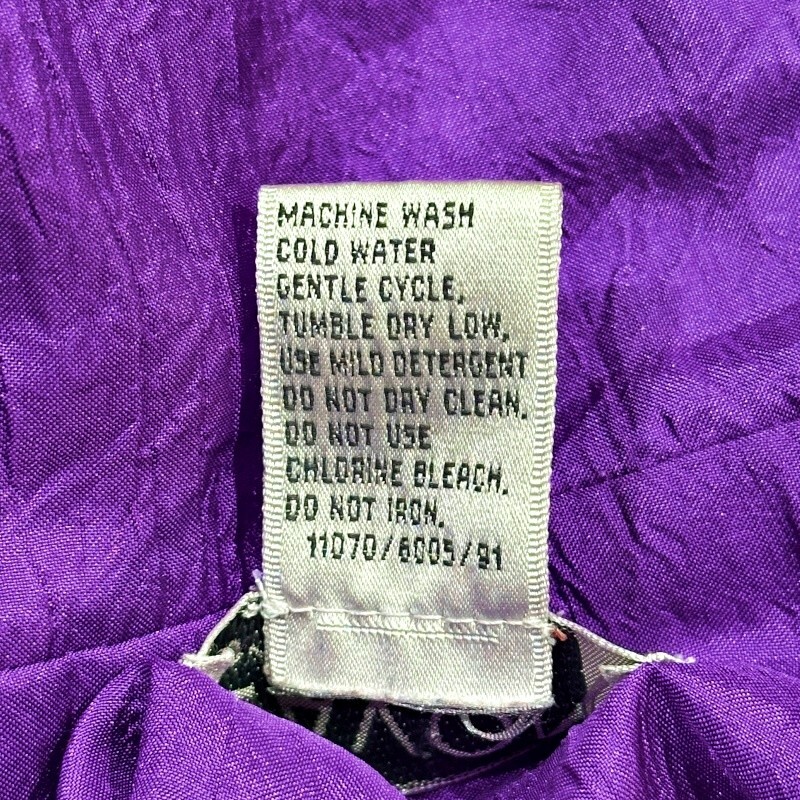 MACHINE WASH
COLD WATER
GENTLE CYCLE,
TUMBLE DRY LOW,
USE MILD DETERGENT
DO NOT DRY CLEAN.
DO NOT USE
CHLORINE BLEACH.
DO NOT IRON.
11070/6005/91